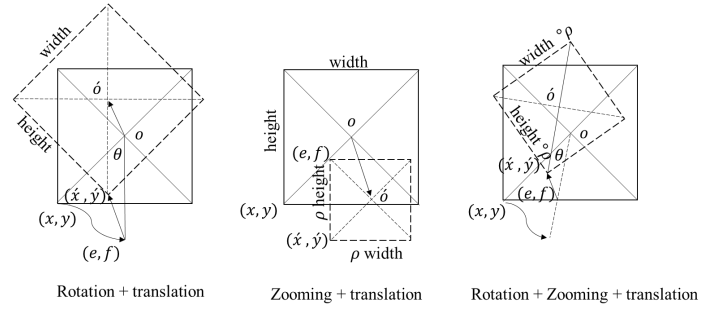 width
height
ó
o
θ
(x́, ý)
(x, y)
(e, f)
Rotation + translation
width
height
o
(e, f)
ρ height
ó
(x, y)
(x́, ý)
ρ width
Zooming + translation
width °ρ
height °ρ
ó
o
θ
(x́, ý)
(e, f)
(x, y)
Rotation + Zooming + translation